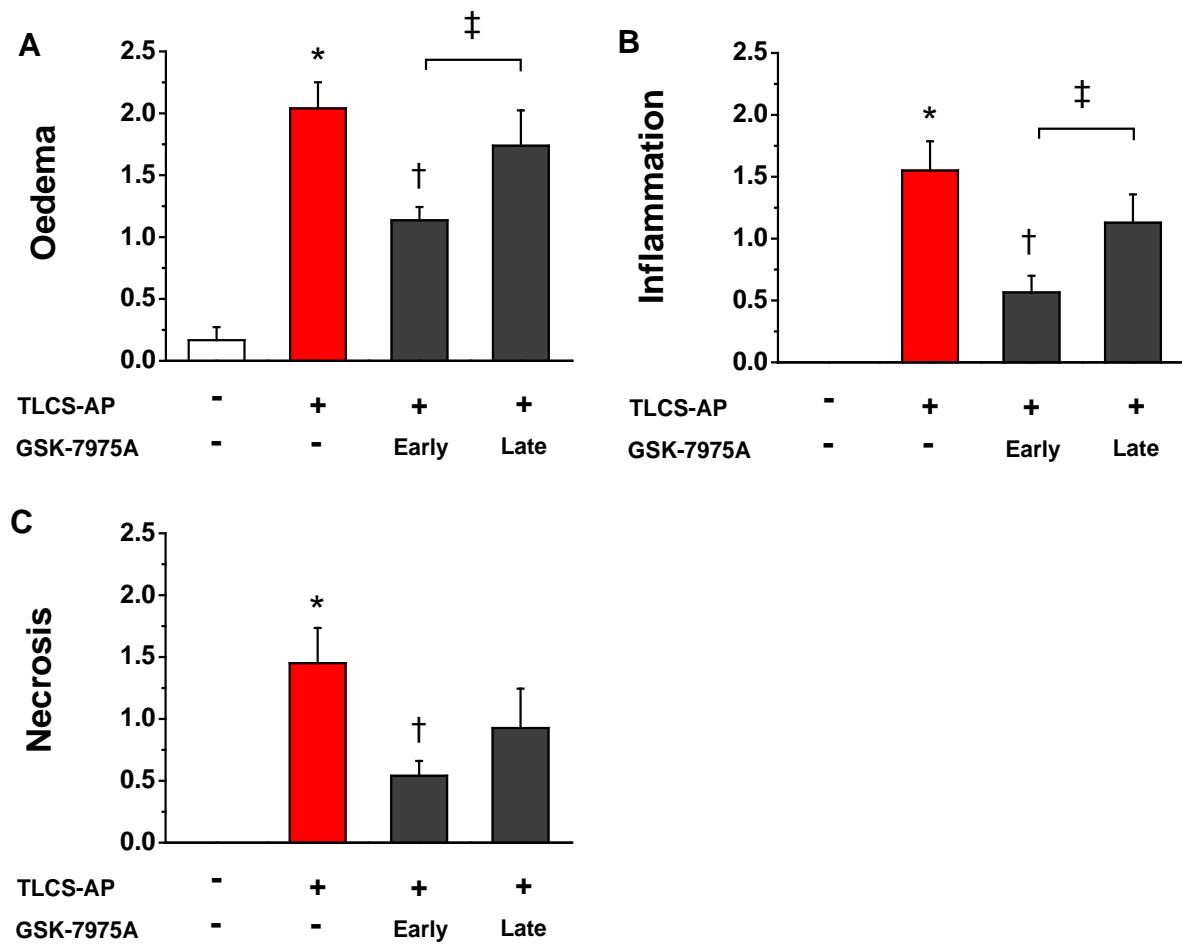 A
Oedema
2.5
2.0
1.5
1.0
0.5
0.0
*
†
‡
TLCS-AP - + + +
GSK-7975A - - Early Late
B
Inflammation
2.5
2.0
1.5
1.0
0.5
0.0
*
†
‡
TLCS-AP - + + +
GSK-7975A - - Early Late
C
Necrosis
2.5
2.0
1.5
1.0
0.5
0.0
*
†
TLCS-AP - + + +
GSK-7975A - - Early Late